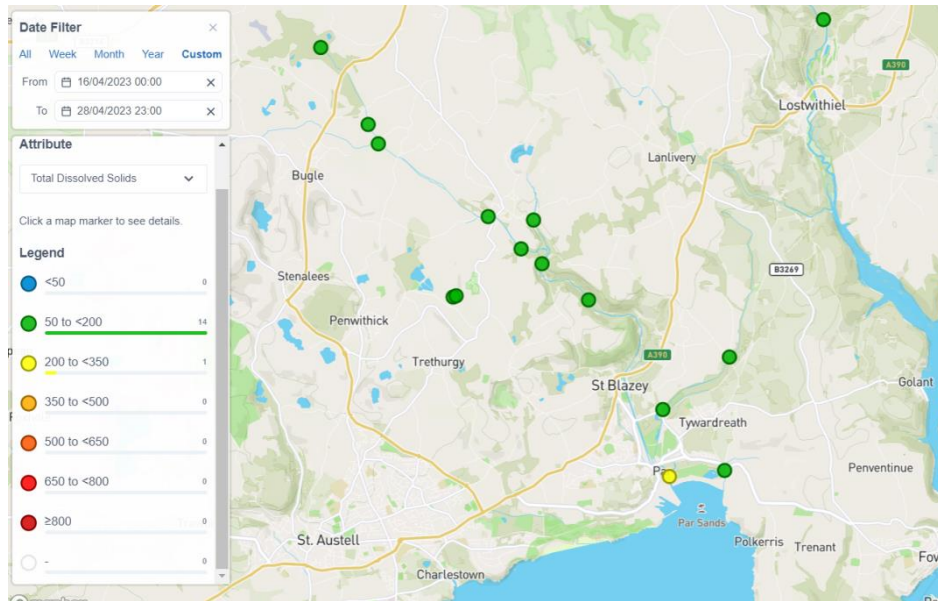 Date Filter ×
All Week Month Year Custom
From 16/04/2023 00:00 ×
To 28/04/2023 23:00 ×
Attribute
Total Dissolved Solids
Click a map marker to see details.
Legend
<50 0
50 to <200 14
200 to <350 1
350 to <500 0
500 to <650 0
650 to <800 0
≥800 0
- 0
A390
Lostwithiel
Lanlivery
Bugle
B3269
Stenalees
Penwithick
A390
Trethurgy
St Blazey
Golant
Tywardreath
Penventinue
Par Sands
St. Austell
Polkerris
Trenant
Charlestown